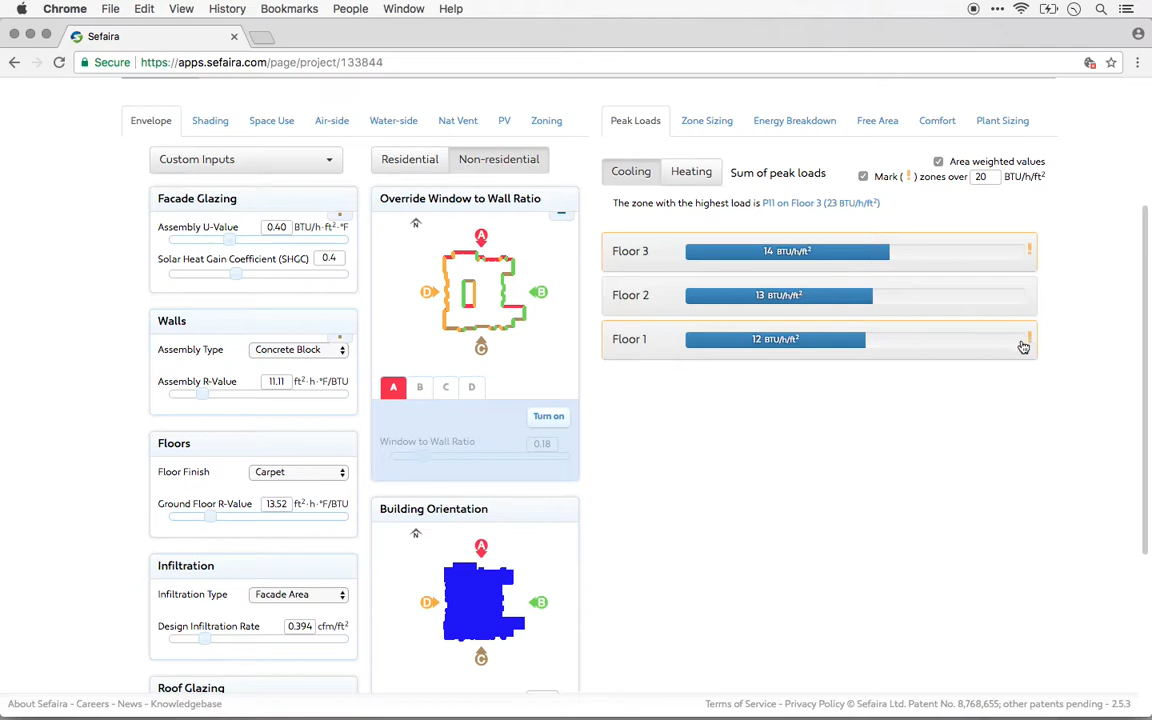 Chrome File Edit View History Bookmarks People Window Help
Sefaira
Secure https://apps.sefaira.com/page/project/133844
Envelope Shading Space Use Air-side Water-side Nat Vent PV Zoning
Peak Loads Zone Sizing Energy Breakdown Free Area Comfort Plant Sizing
Custom Inputs
Residential Non-residential
Facade Glazing
Assembly U-Value 0.40 BTU/h·ft²·°F
Solar Heat Gain Coefficient (SHGC) 0.4
Walls
Assembly Type Concrete Block
Assembly R-Value 11.11 ft²·h·°F/BTU
Floors
Floor Finish Carpet
Ground Floor R-Value 13.52 ft²·h·°F/BTU
Infiltration
Infiltration Type Facade Area
Design Infiltration Rate 0.394 cfm/ft²
Roof Glazing
Override Window to Wall Ratio
N
A
D
B
C
A B C D
Turn on
Window to Wall Ratio 0.18
Building Orientation
N
A
D
B
C
Cooling Heating Sum of peak loads
Area weighted values
Mark ( ! ) zones over 20 BTU/h/ft²
The zone with the highest load is P11 on Floor 3 (23 BTU/h/ft²)
Floor 3 14 BTU/h/ft² !
Floor 2 13 BTU/h/ft²
Floor 1 12 BTU/h/ft² !
About Sefaira - Careers - News - Knowledgebase
Terms of Service - Privacy Policy © Sefaira Ltd. Patent No. 8,768,655; other patents pending - 2.5.3